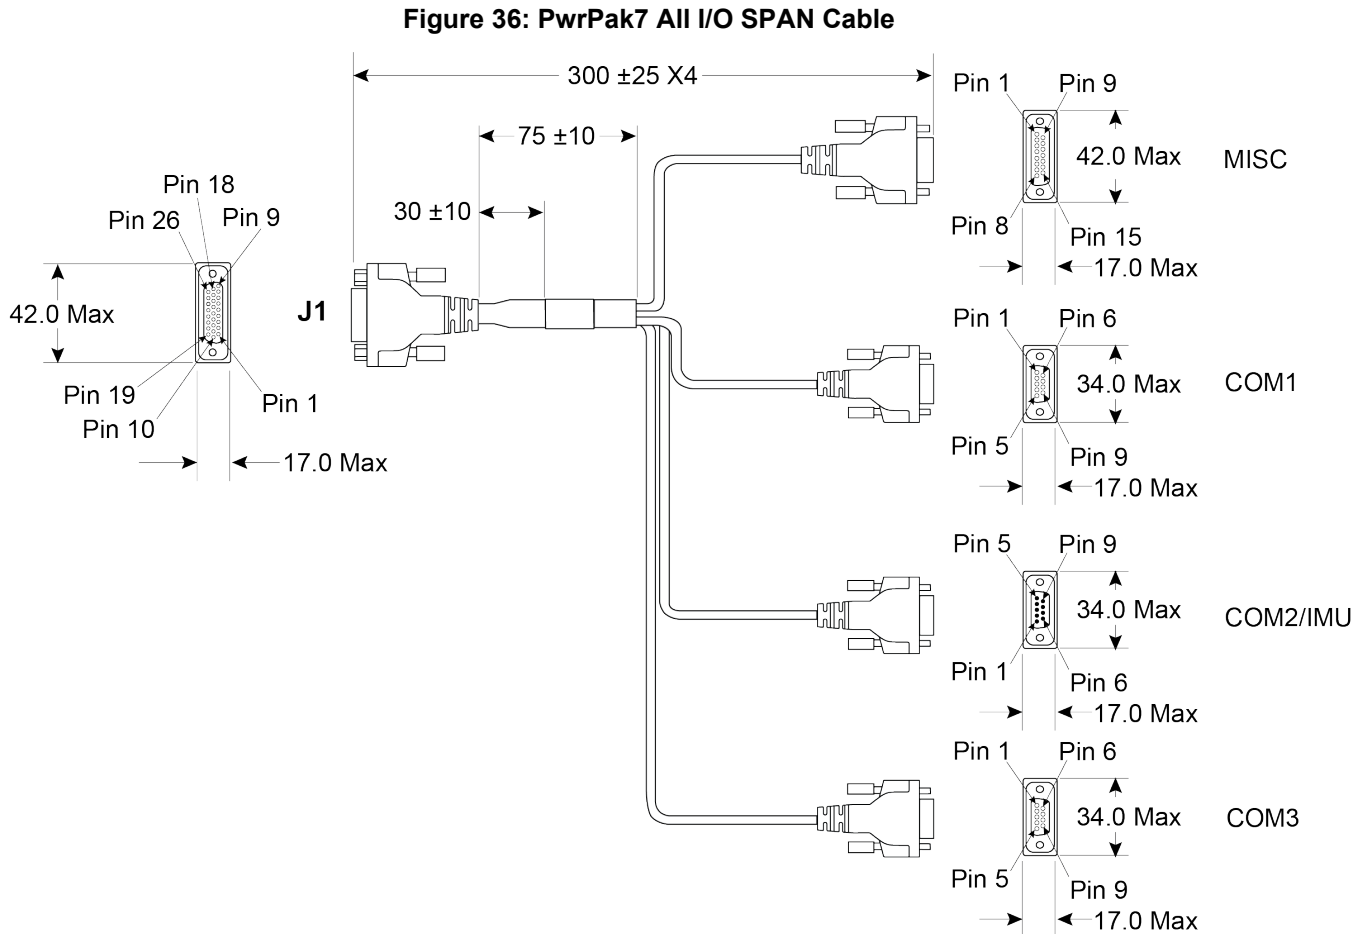 Figure 36: PwrPak7 All I/O SPAN Cable
300 ±25 X4
75 ±10
30 ±10
Pin 18
Pin 26
Pin 9
42.0 Max
J1
Pin 19
Pin 10
Pin 1
17.0 Max
Pin 1
Pin 9
42.0 Max
MISC
Pin 8
Pin 15
17.0 Max
Pin 1
Pin 6
34.0 Max
COM1
Pin 5
Pin 9
17.0 Max
Pin 5
Pin 9
34.0 Max
COM2/IMU
Pin 1
Pin 6
17.0 Max
Pin 1
Pin 6
34.0 Max
COM3
Pin 5
Pin 9
17.0 Max